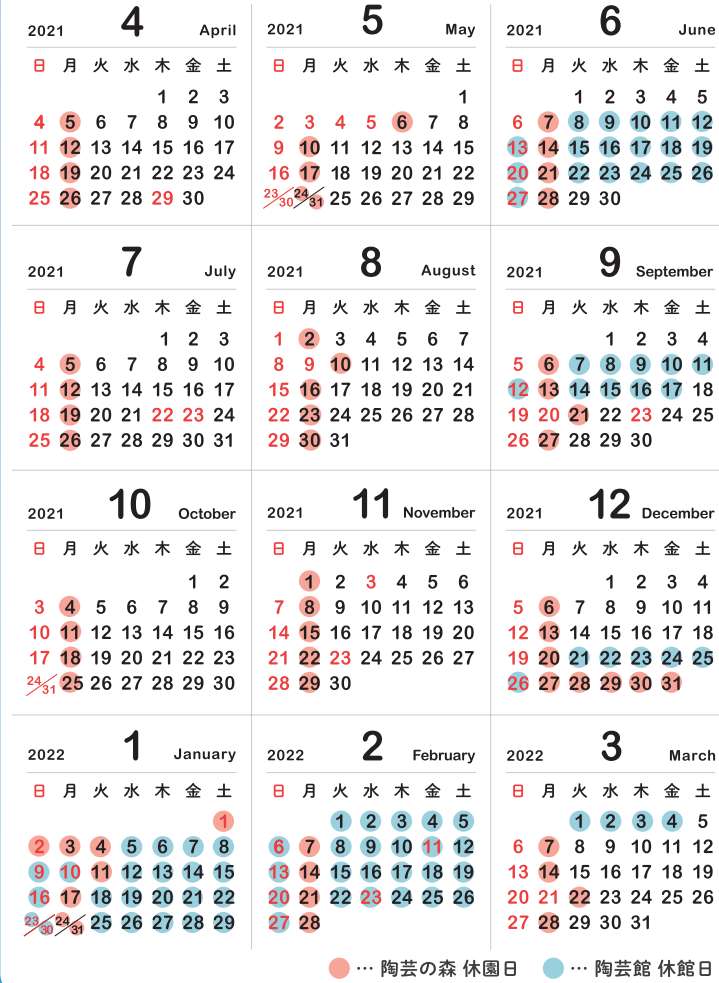 2021 4 April
日 月 火 水 木 金 土
1 2 3
4 5 6 7 8 9 10
11 12 13 14 15 16 17
18 19 20 21 22 23 24
25 26 27 28 29 30
2021 5 May
日 月 火 水 木 金 土
1
2 3 4 5 6 7 8
9 10 11 12 13 14 15
16 17 18 19 20 21 22
23/30 24/31 25 26 27 28 29
2021 6 June
日 月 火 水 木 金 土
1 2 3 4 5
6 7 8 9 10 11 12
13 14 15 16 17 18 19
20 21 22 23 24 25 26
27 28 29 30
2021 7 July
日 月 火 水 木 金 土
1 2 3
4 5 6 7 8 9 10
11 12 13 14 15 16 17
18 19 20 21 22 23 24
25 26 27 28 29 30 31
2021 8 August
日 月 火 水 木 金 土
1 2 3 4 5 6 7
8 9 10 11 12 13 14
15 16 17 18 19 20 21
22 23 24 25 26 27 28
29 30 31
2021 9 September
日 月 火 水 木 金 土
1 2 3 4
5 6 7 8 9 10 11
12 13 14 15 16 17 18
19 20 21 22 23 24 25
26 27 28 29 30
2021 10 October
日 月 火 水 木 金 土
1 2
3 4 5 6 7 8 9
10 11 12 13 14 15 16
17 18 19 20 21 22 23
24/31 25 26 27 28 29 30
2021 11 November
日 月 火 水 木 金 土
1 2 3 4 5 6
7 8 9 10 11 12 13
14 15 16 17 18 19 20
21 22 23 24 25 26 27
28 29 30
2021 12 December
日 月 火 水 木 金 土
1 2 3 4
5 6 7 8 9 10 11
12 13 14 15 16 17 18
19 20 21 22 23 24 25
26 27 28 29 30 31
2022 1 January
日 月 火 水 木 金 土
1
2 3 4 5 6 7 8
9 10 11 12 13 14 15
16 17 18 19 20 21 22
23/30 24/31 25 26 27 28 29
2022 2 February
日 月 火 水 木 金 土
1 2 3 4 5
6 7 8 9 10 11 12
13 14 15 16 17 18 19
20 21 22 23 24 25 26
27 28
2022 3 March
日 月 火 水 木 金 土
1 2 3 4 5
6 7 8 9 10 11 12
13 14 15 16 17 18 19
20 21 22 23 24 25 26
27 28 29 30 31
… 陶芸の森 休園日 … 陶芸館 休館日